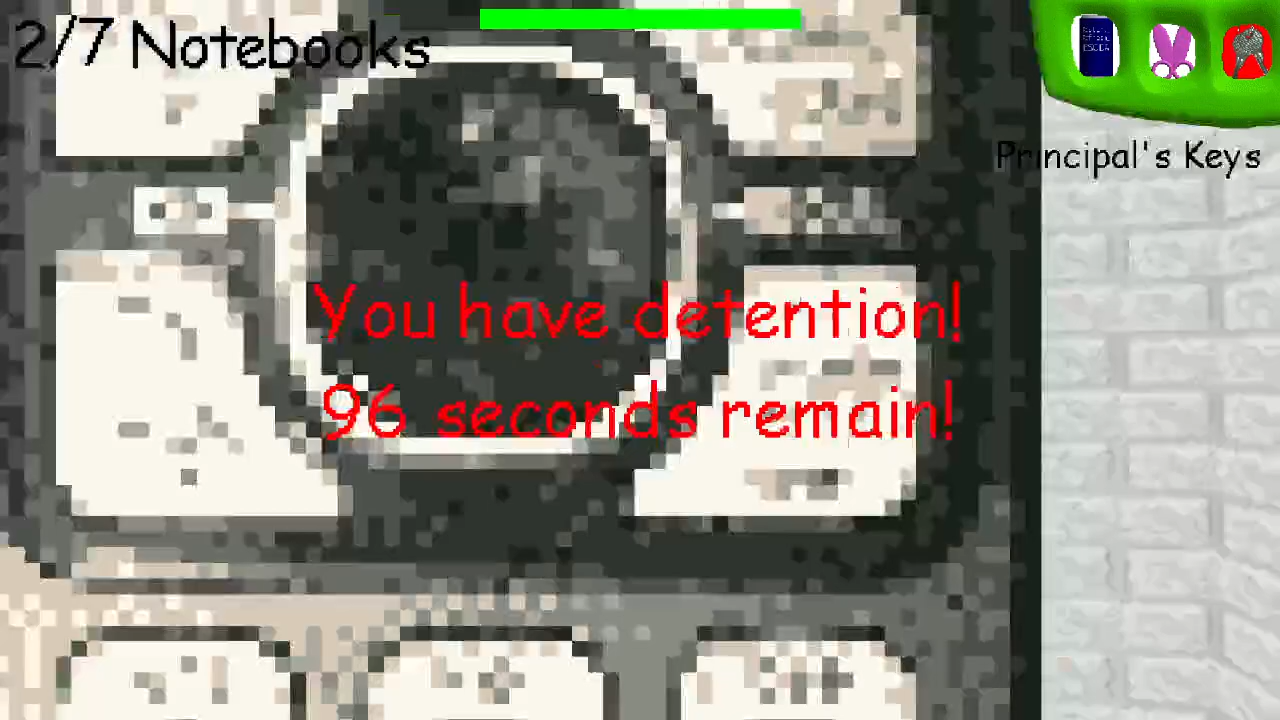 2/7 Notebooks
Principal's Keys
You have detention!
96 seconds remain!